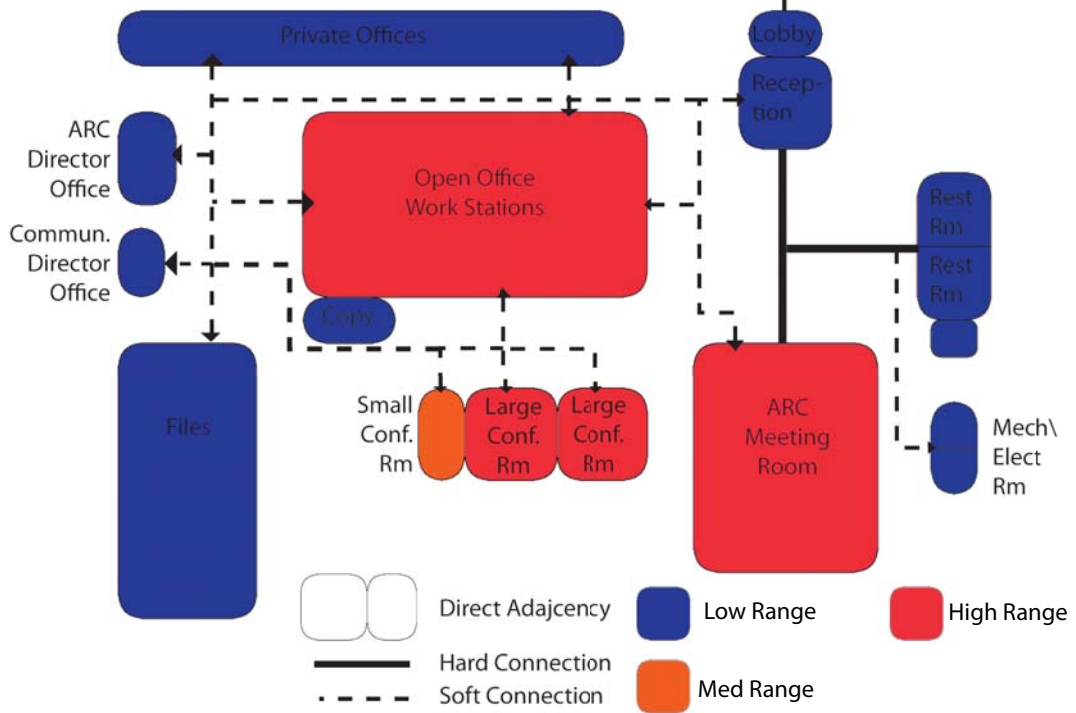 Private Offices
Lobby
Recep-
tion
ARC
Director
Office
Open Office
Work Stations
Commun.
Director
Office
Rest
Rm
Rest
Rm
Copy
Files
Small
Conf.
Rm
Large
Conf.
Rm
Large
Conf.
Rm
ARC
Meeting
Room
Mech\
Elect
Rm
Direct Adajcency
Low Range
High Range
Hard Connection
Soft Connection
Med Range